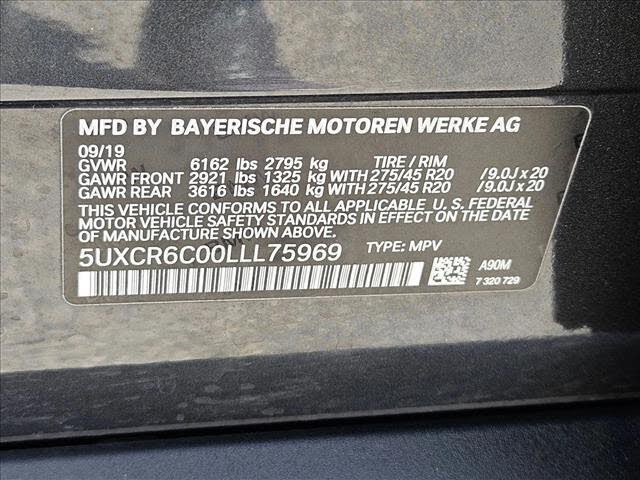 MFD BY BAYERISCHE MOTOREN WERKE AG
09/19
GVWR 6162 lbs 2795 kg TIRE / RIM
GAWR FRONT 2921 lbs 1325 kg WITH 275/45 R20 /9.0J x 20
GAWR REAR 3616 lbs 1640 kg WITH 275/45 R20 /9.0J x 20
THIS VEHICLE CONFORMS TO ALL APPLICABLE U. S. FEDERAL
MOTOR VEHICLE SAFETY STANDARDS IN EFFECT ON THE
DATE OF MANUFACTURE SHOWN ABOVE.
5UXCR6C00LLL75969 TYPE: MPV
A90M
7 320 729